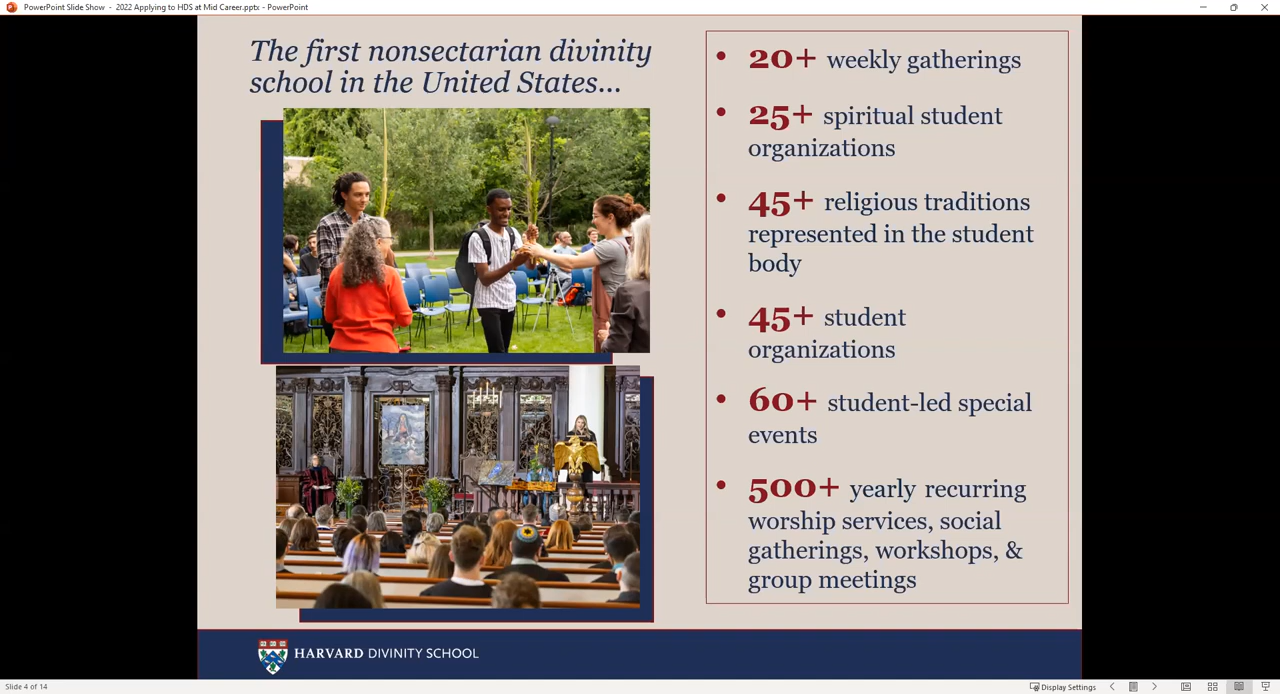 PowerPoint Slide Show - 2022 Applying to HDS at Mid Career.pptx - PowerPoint
The first nonsectarian divinity
school in the United States...
• 20+ weekly gatherings
• 25+ spiritual student
organizations
• 45+ religious traditions
represented in the student
body
• 45+ student
organizations
• 60+ student-led special
events
• 500+ yearly recurring
worship services, social
gatherings, workshops, &
group meetings
HARVARD DIVINITY SCHOOL
Slide 4 of 14
Display Settings